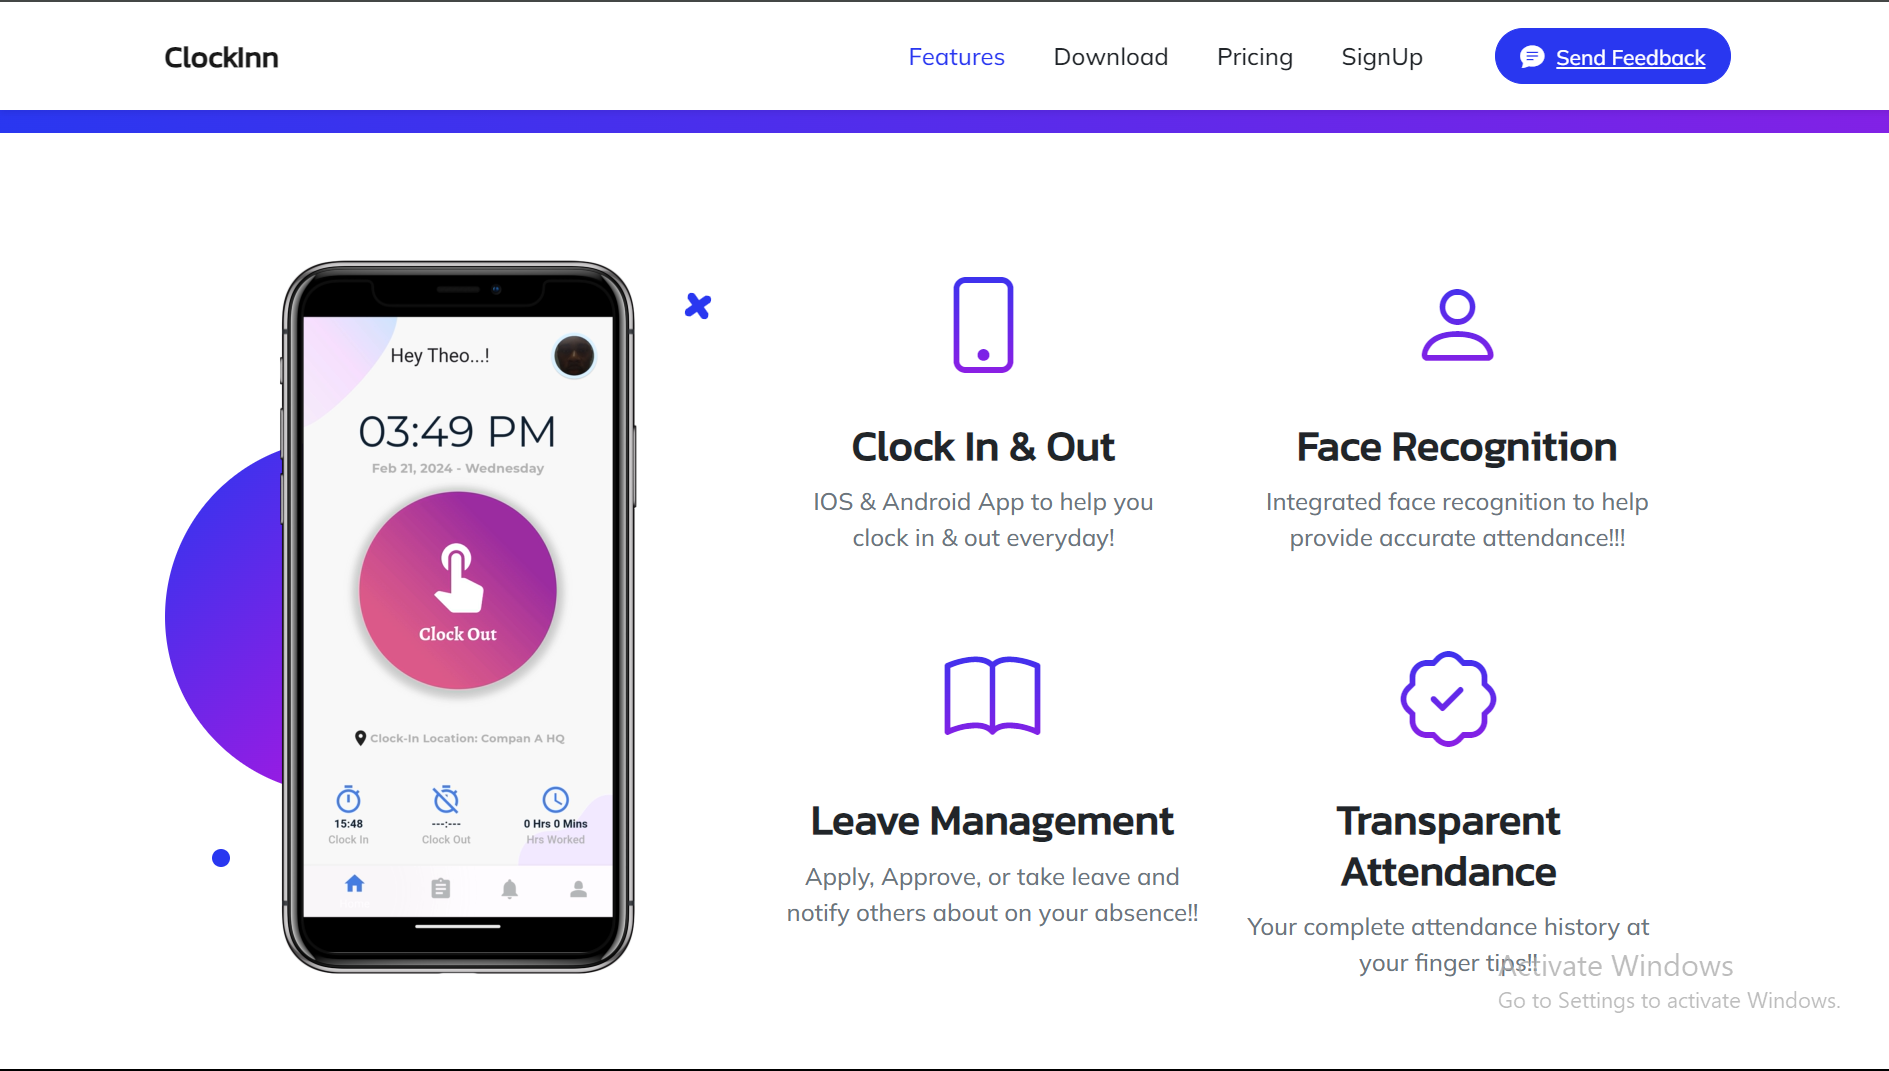 ClockInn
Features
Download
Pricing
SignUp
Send Feedback
Hey Theo...!
03:49 PM
Feb 21, 2024 - Wednesday
Clock Out
Clock-In Location: Compan A HQ
15:48
Clock In
---:---
Clock Out
0 Hrs 0 Mins
Hrs Worked
Clock In & Out
IOS & Android App to help you
clock in & out everyday!
Face Recognition
Integrated face recognition to help
provide accurate attendance!!!
Leave Management
Apply, Approve, or take leave and
notify others about on your absence!!
Transparent
Attendance
Your complete attendance history at
your finger tips!!
Activate Windows
Go to Settings to activate Windows.